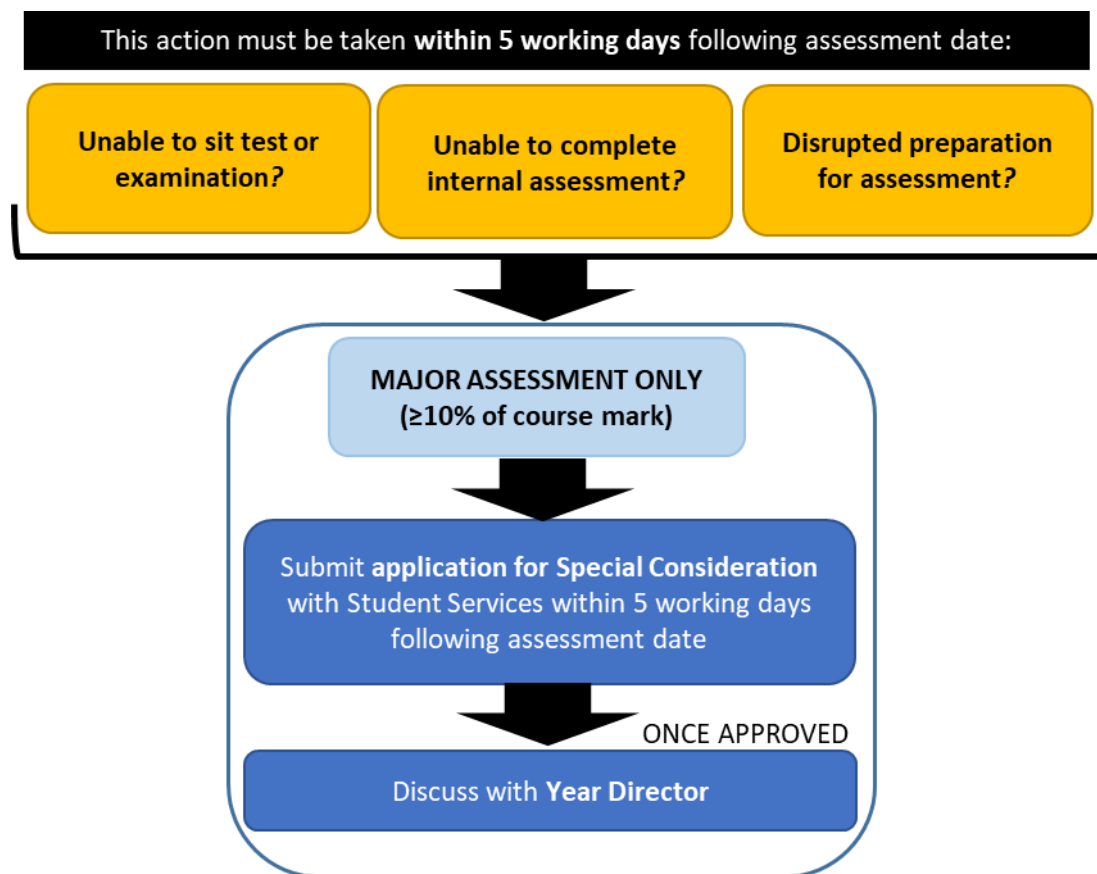 This action must be taken within 5 working days following assessment date:
Unable to sit test or
examination?
Unable to complete
internal assessment?
Disrupted preparation
for assessment?
MAJOR ASSESSMENT ONLY
(≥10% of course mark)
Submit application for Special Consideration
with Student Services within 5 working days
following assessment date
ONCE APPROVED
Discuss with Year Director